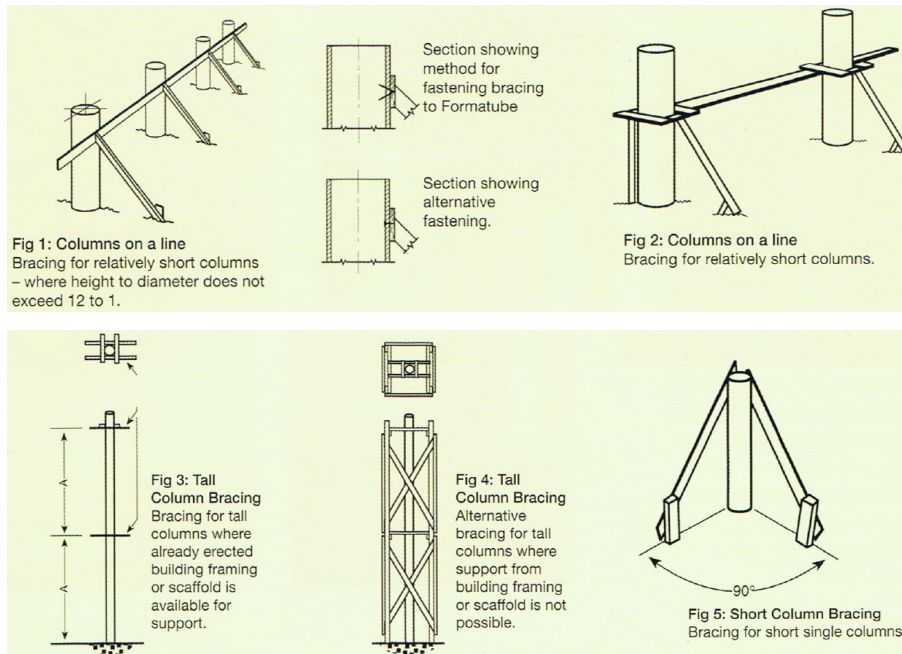 Section showing
method for
fastening bracing
to Formatube
Section showing
alternative
fastening.
Fig 1: Columns on a line
Bracing for relatively short columns
– where height to diameter does not
exceed 12 to 1.
Fig 2: Columns on a line
Bracing for relatively short columns.
A
A
Fig 3: Tall
Column Bracing
Bracing for tall
columns where
already erected
building framing
or scaffold is
available for
support.
Fig 4: Tall
Column Bracing
Alternative
bracing for tall
columns where
support from
building framing
or scaffold is not
possible.
90°
Fig 5: Short Column Bracing
Bracing for short single columns